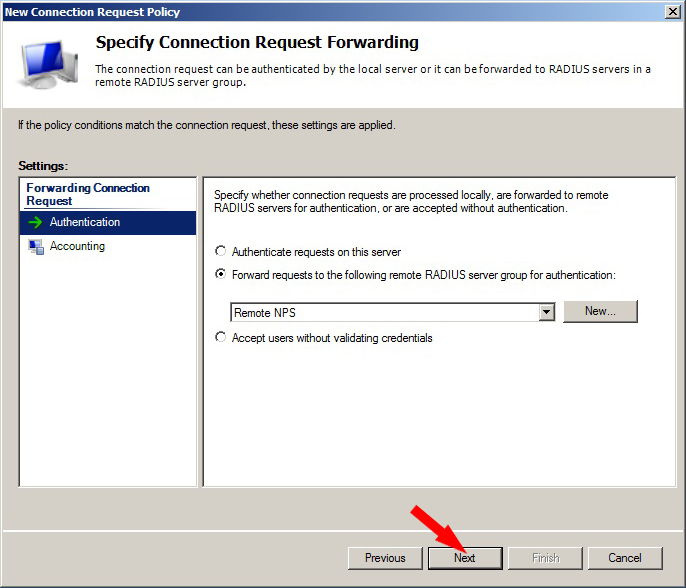 New Connection Request Policy
Specify Connection Request Forwarding
The connection request can be authenticated by the local server or it can be forwarded to RADIUS servers in a
remote RADIUS server group.
If the policy conditions match the connection request, these settings are applied.
Settings:
Forwarding Connection
Request
Authentication
Accounting
Specify whether connection requests are processed locally, are forwarded to remote
RADIUS servers for authentication, or are accepted without authentication.
Authenticate requests on this server
Forward requests to the following remote RADIUS server group for authentication:
Remote NPS
New...
Accept users without validating credentials
Previous
Next
Finish
Cancel